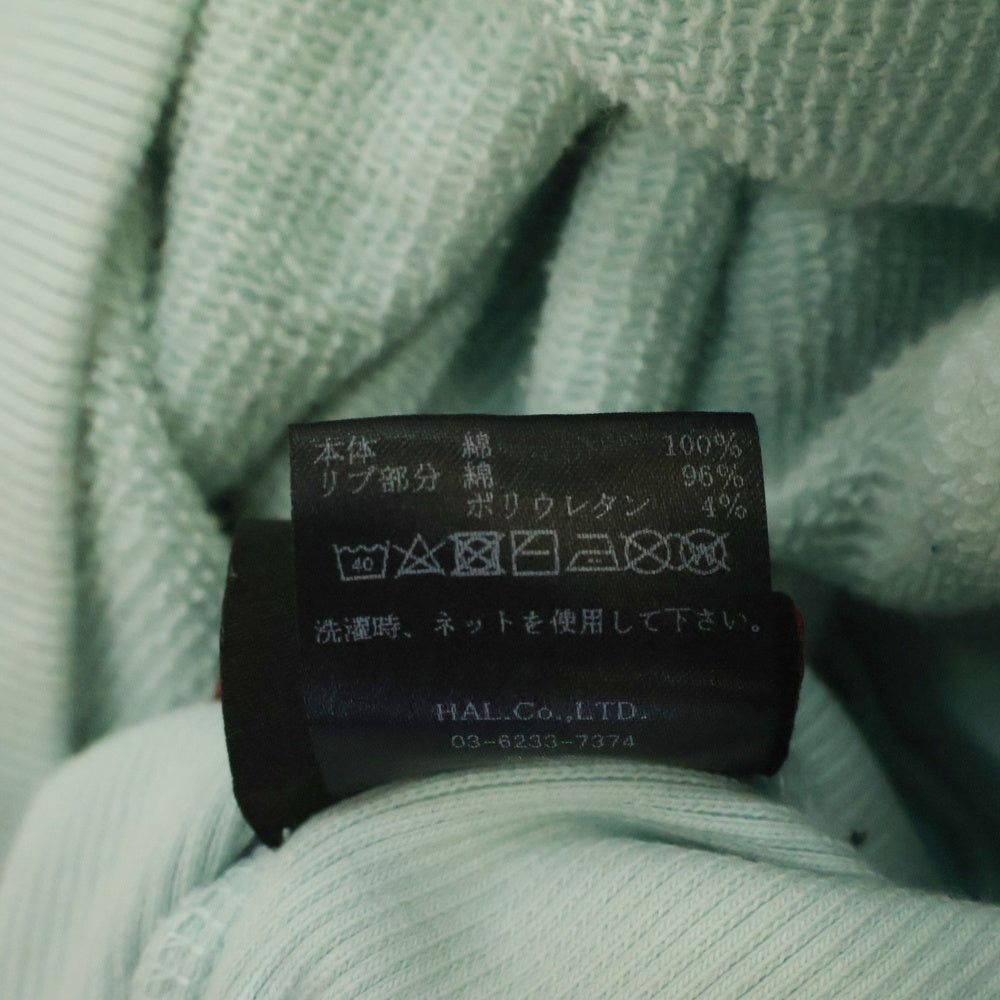 本体 綿 100%
リブ部分 綿 96%
ポリウレタン 4%
40
W
洗濯時、ネットを使用して下さい。
HAL.Co.,LTD.
03-6233-7374